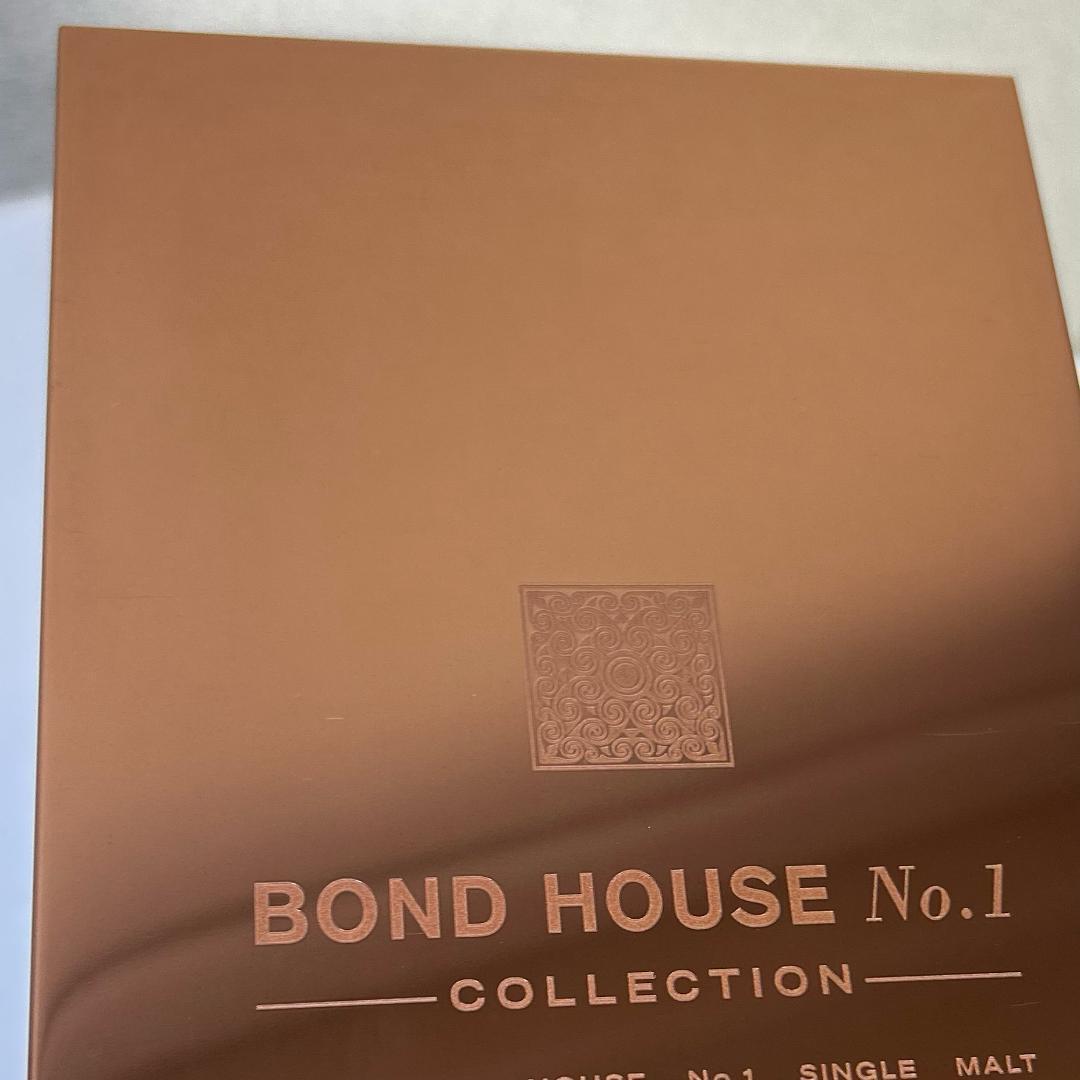 BOND HOUSE No.1
COLLECTION
HOUSE No.1 SINGLE MALT